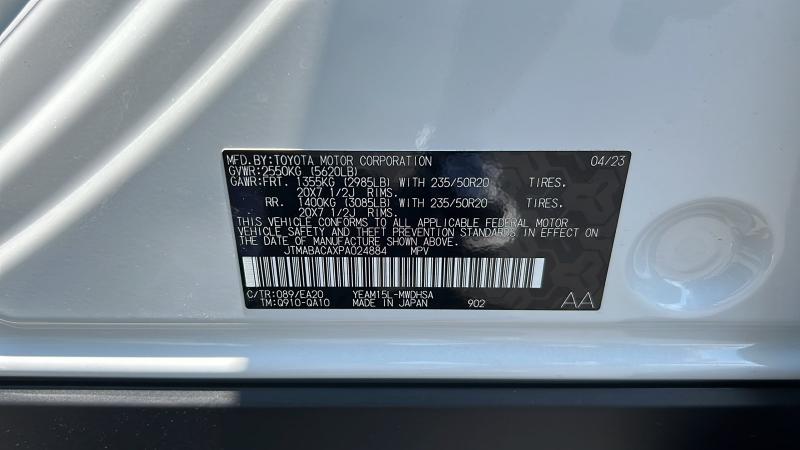 MFD.BY:TOYOTA MOTOR CORPORATION 04/23
GVWR:2550KG (5620LB)
GAWR:FRT. 1355KG (2985LB) WITH 235/50R20 TIRES.
20X7 1/2J RIMS.
RR. 1400KG (3085LB) WITH 235/50R20 TIRES.
20X7 1/2J RIMS.
THIS VEHICLE CONFORMS TO ALL APPLICABLE FEDERAL MOTOR
VEHICLE SAFETY AND THEFT PREVENTION STANDARDS IN EFFECT ON
THE DATE OF MANUFACTURE SHOWN ABOVE.
JTMABACAXPA024884 MPV
C/TR:089/EA20 YEAM15L-MWDHSA
TM:Q910-QA10 MADE IN JAPAN 902 AA